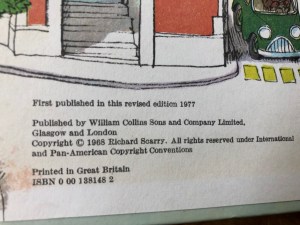 First published in this revised edition 1977
Published by William Collins Sons and Company Limited,
Glasgow and London
Copyright © 1968 Richard Scarry. All rights reserved under International
and Pan-American Copyright Conventions
Printed in Great Britain
ISBN 0 00 138148 2